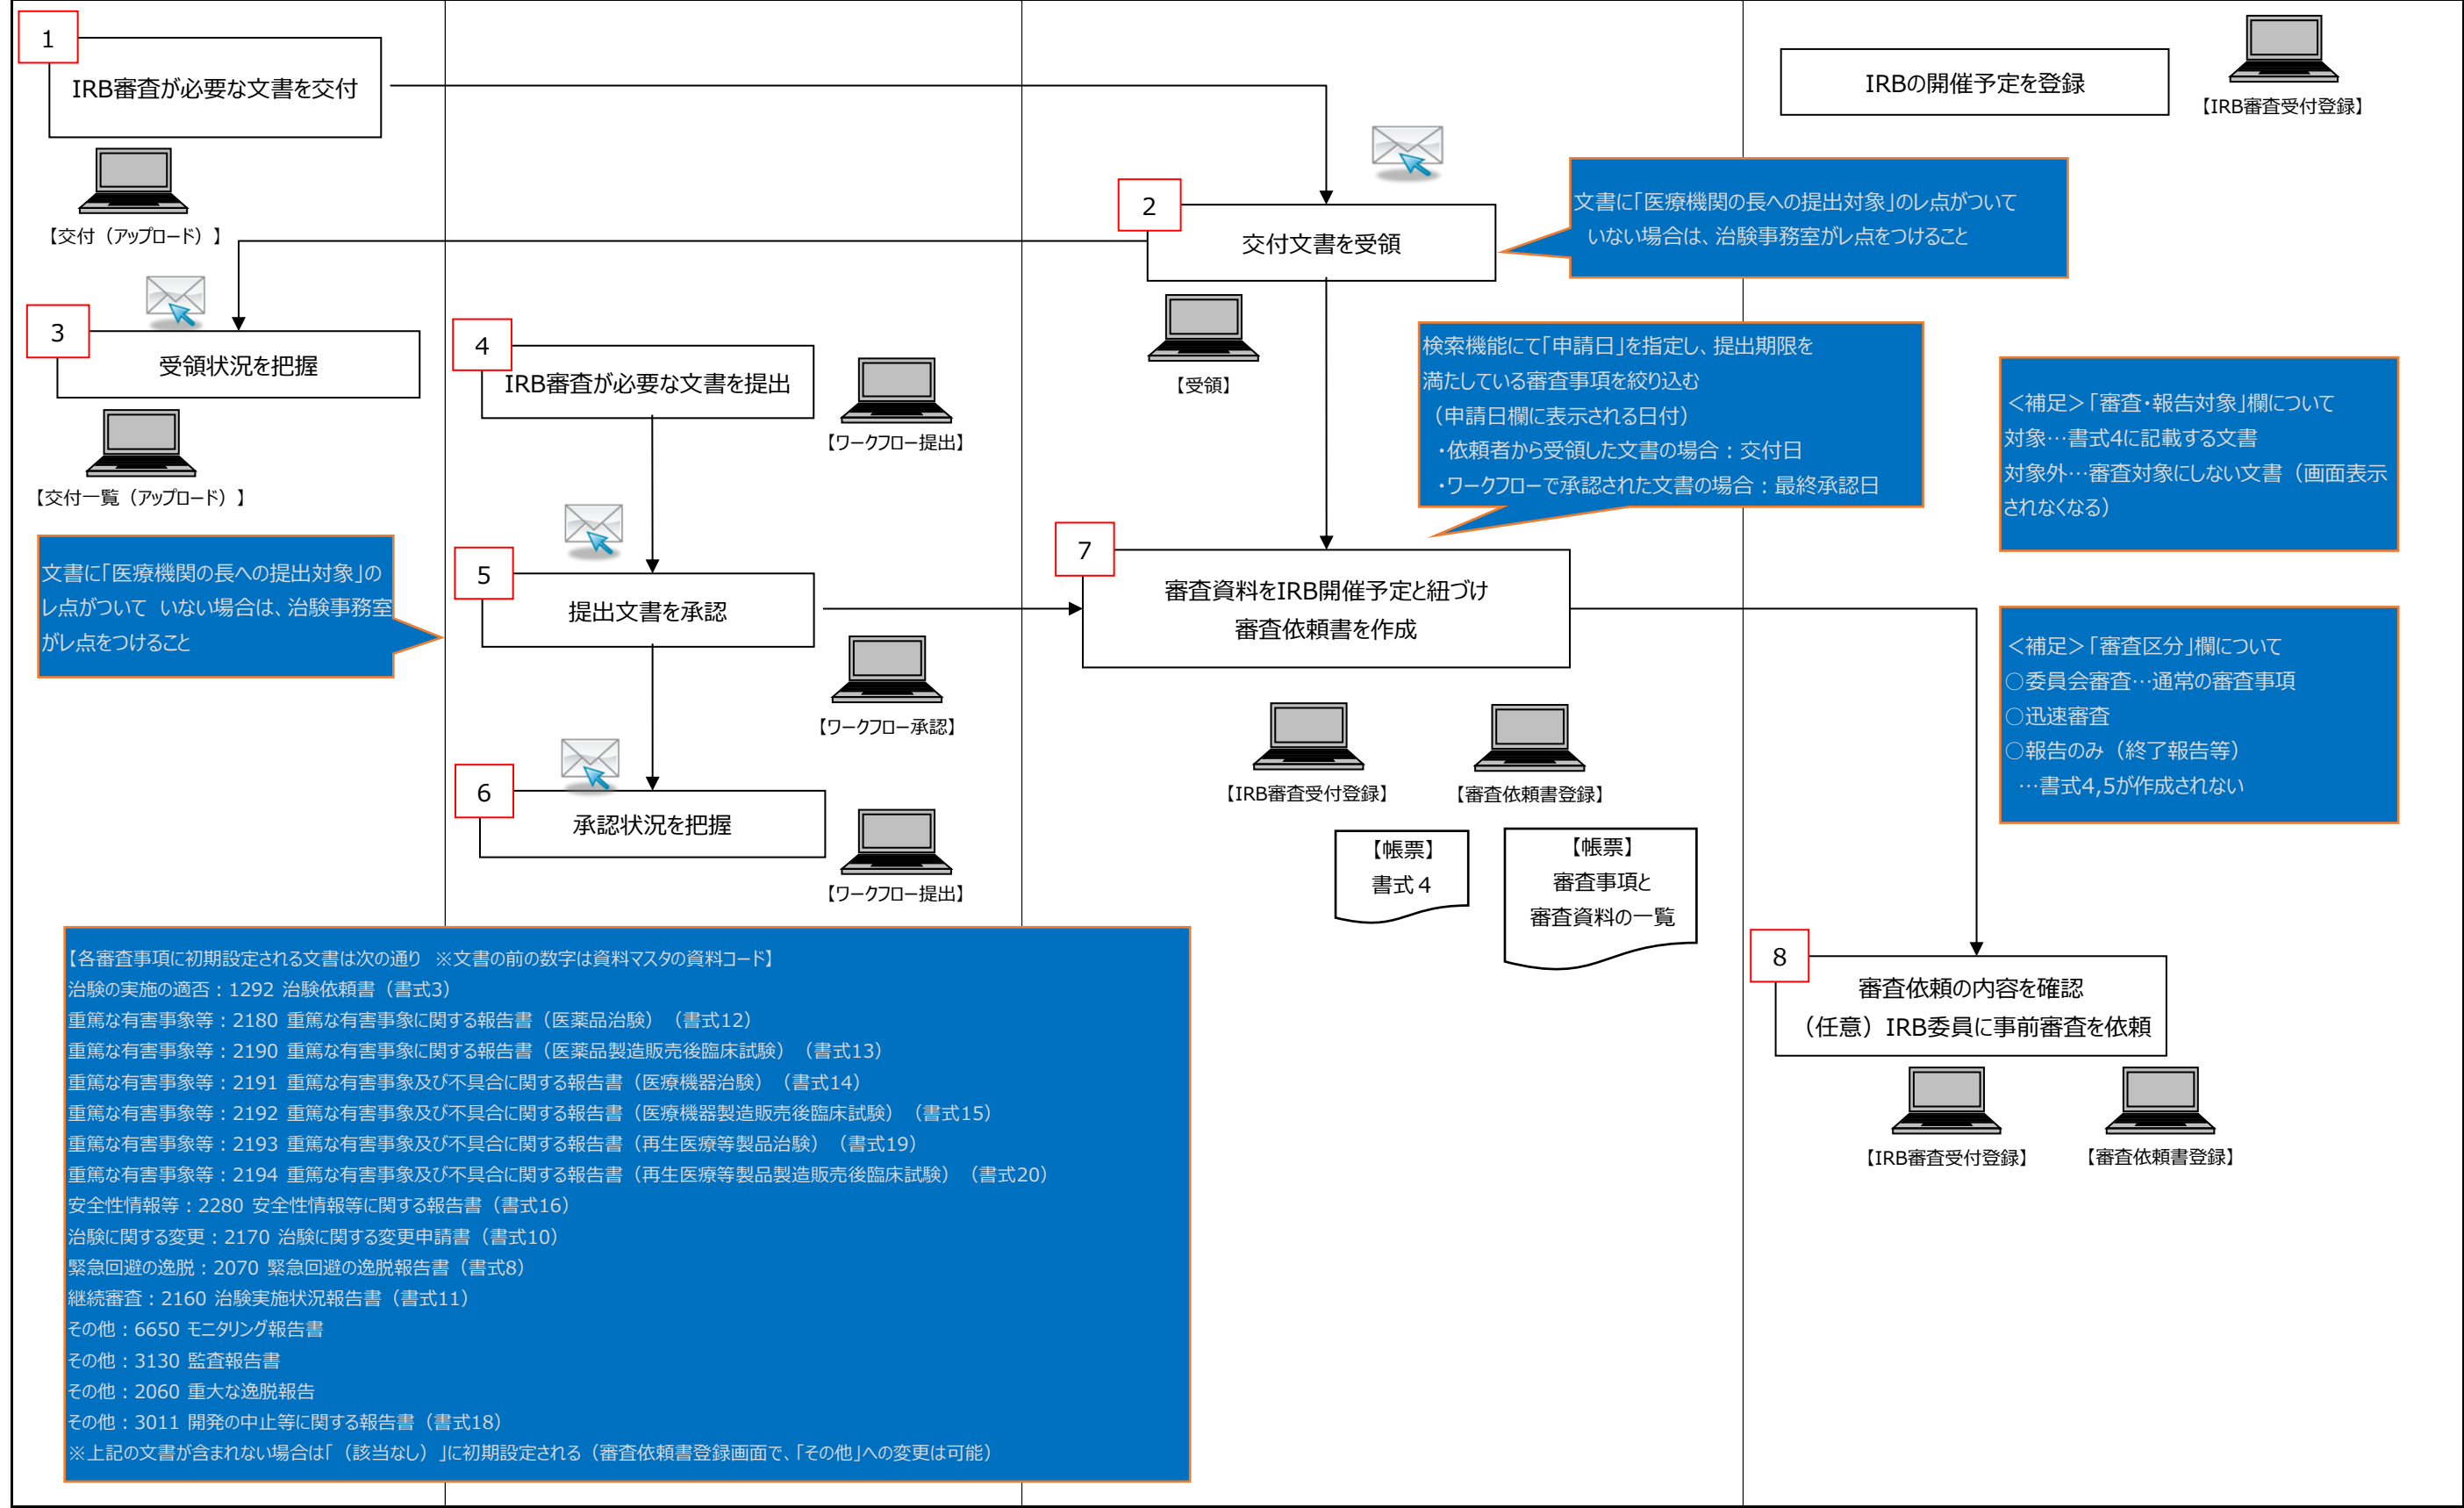 1
IRB審査が必要な文書を交付
【交付（アップロード）】
IRBの開催予定を登録
【IRB審査受付登録】
2
交付文書を受領
【受領】
文書に「医療機関の長への提出対象」のレ点がついて
いない場合は、治験事務室がレ点をつけること
3
受領状況を把握
【交付一覧（アップロード）】
4
IRB審査が必要な文書を提出
【ワークフロー提出】
検索機能にて「申請日」を指定し、提出期限を
満たしている審査事項を絞り込む
（申請日欄に表示される日付）
・依頼者から受領した文書の場合：交付日
・ワークフローで承認された文書の場合：最終承認日
＜補足＞「審査・報告対象」欄について
対象…書式4に記載する文書
対象外…審査対象にしない文書（画面表示
されなくなる）
文書に「医療機関の長への提出対象」の
レ点がついて いない場合は、治験事務室
がレ点をつけること
5
提出文書を承認
【ワークフロー承認】
7
審査資料をIRB開催予定と紐づけ
審査依頼書を作成
【IRB審査受付登録】
【審査依頼書登録】
【帳票】
書式４
【帳票】
審査事項と
審査資料の一覧
＜補足＞「審査区分」欄について
○委員会審査…通常の審査事項
○迅速審査
○報告のみ（終了報告等）
…書式4,5が作成されない
6
承認状況を把握
【ワークフロー提出】
8
審査依頼の内容を確認
（任意）IRB委員に事前審査を依頼
【IRB審査受付登録】
【審査依頼書登録】
【各審査事項に初期設定される文書は次の通り ※文書の前の数字は資料マスタの資料コード】
治験の実施の適否：1292 治験依頼書（書式3）
重篤な有害事象等：2180 重篤な有害事象に関する報告書（医薬品治験）（書式12）
重篤な有害事象等：2190 重篤な有害事象に関する報告書（医薬品製造販売後臨床試験）（書式13）
重篤な有害事象等：2191 重篤な有害事象及び不具合に関する報告書（医療機器治験）（書式14）
重篤な有害事象等：2192 重篤な有害事象及び不具合に関する報告書（医療機器製造販売後臨床試験）（書式15）
重篤な有害事象等：2193 重篤な有害事象及び不具合に関する報告書（再生医療等製品治験）（書式19）
重篤な有害事象等：2194 重篤な有害事象及び不具合に関する報告書（再生医療等製品製造販売後臨床試験）（書式20）
安全性情報等：2280 安全性情報等に関する報告書（書式16）
治験に関する変更：2170 治験に関する変更申請書（書式10）
緊急回避の逸脱：2070 緊急回避の逸脱報告書（書式8）
継続審査：2160 治験実施状況報告書（書式11）
その他：6650 モニタリング報告書
その他：3130 監査報告書
その他：2060 重大な逸脱報告
その他：3011 開発の中止等に関する報告書（書式18）
※上記の文書が含まれない場合は「（該当なし）」に初期設定される（審査依頼書登録画面で、「その他」への変更は可能）